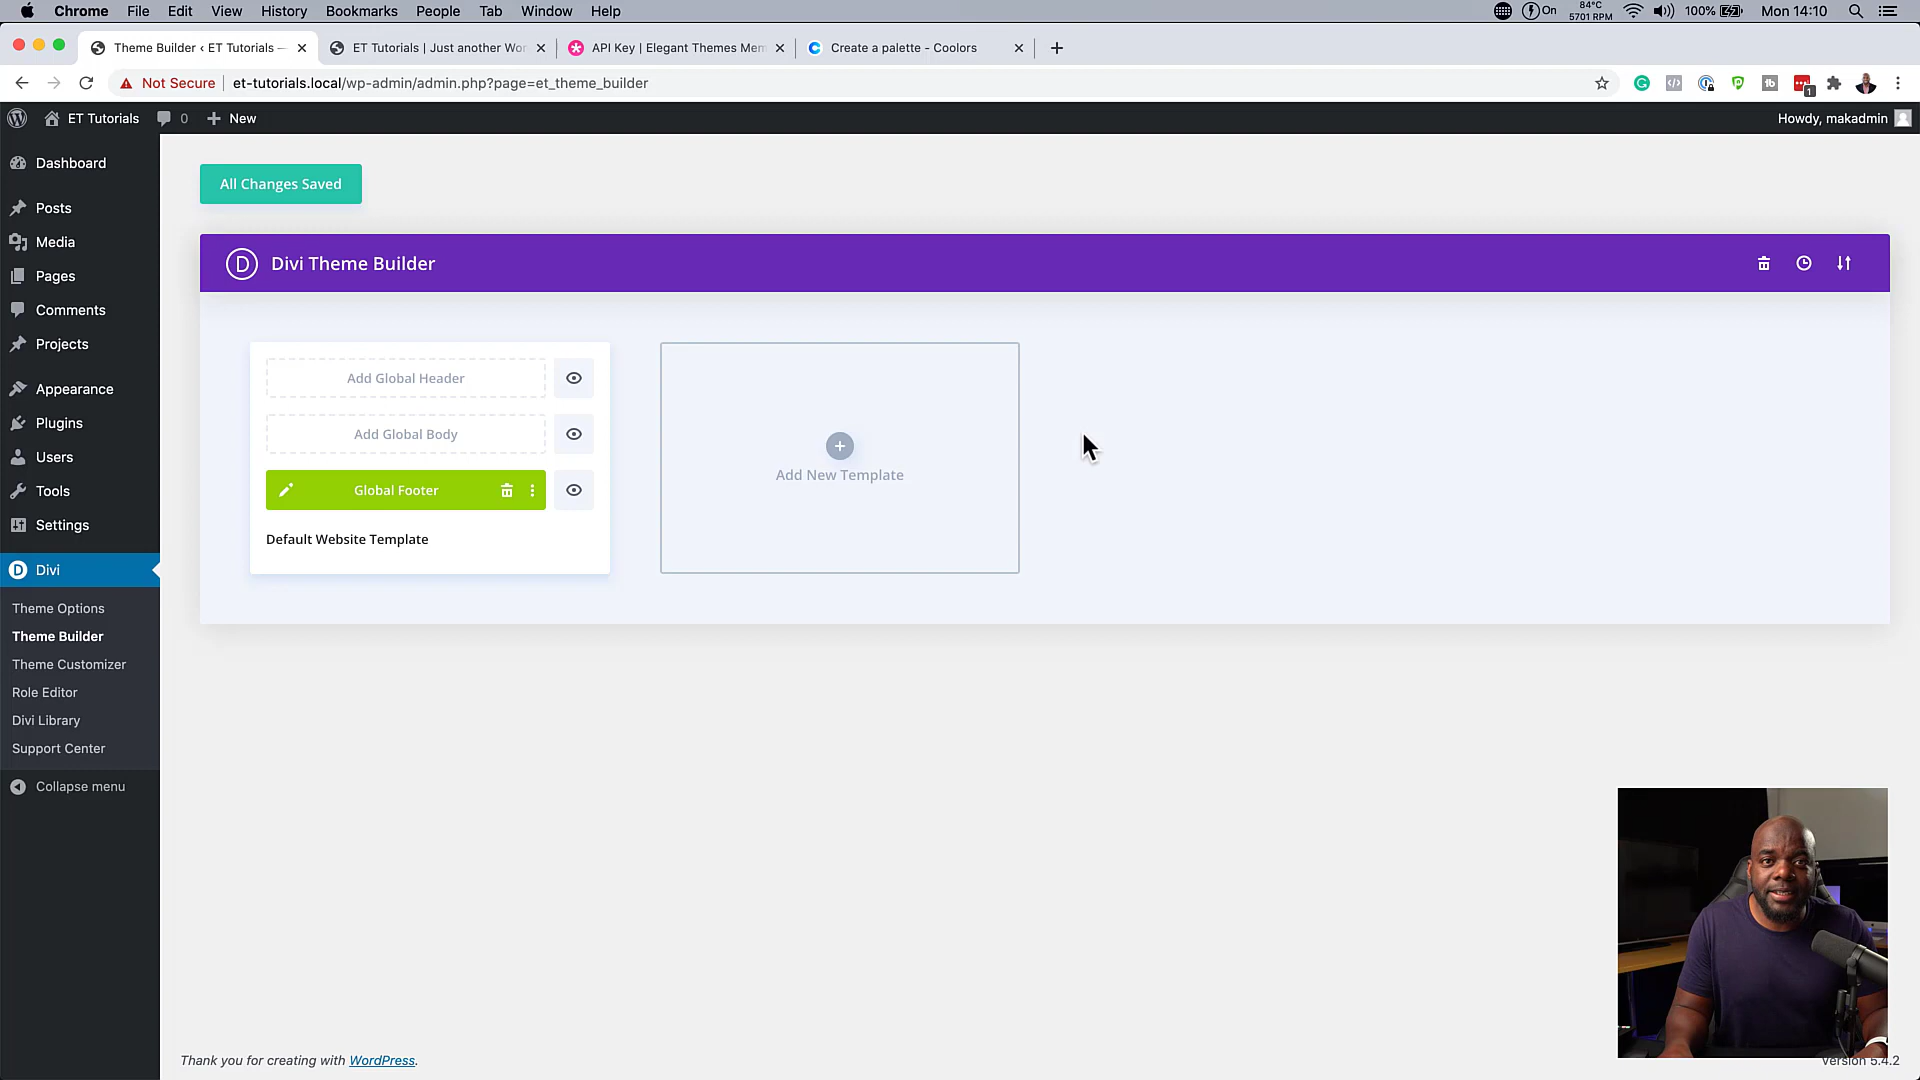 Chrome File Edit View History Bookmarks People Tab Window Help
On 84°C 5701 RPM 100% Mon 14:10
Theme Builder ‹ ET Tutorials —
ET Tutorials | Just another Wor
API Key | Elegant Themes Mem
Create a palette - Coolors
Not Secure et-tutorials.local/wp-admin/admin.php?page=et_theme_builder
1
ET Tutorials 0 New
Howdy, makadmin
Dashboard
Posts
Media
Pages
Comments
Projects
Appearance
Plugins
Users
Tools
Settings
Divi
Theme Options
Theme Builder
Theme Customizer
Role Editor
Divi Library
Support Center
Collapse menu
All Changes Saved
D Divi Theme Builder
Add Global Header
Add Global Body
Global Footer
Default Website Template
Add New Template
Thank you for creating with WordPress.
Version 5.4.2